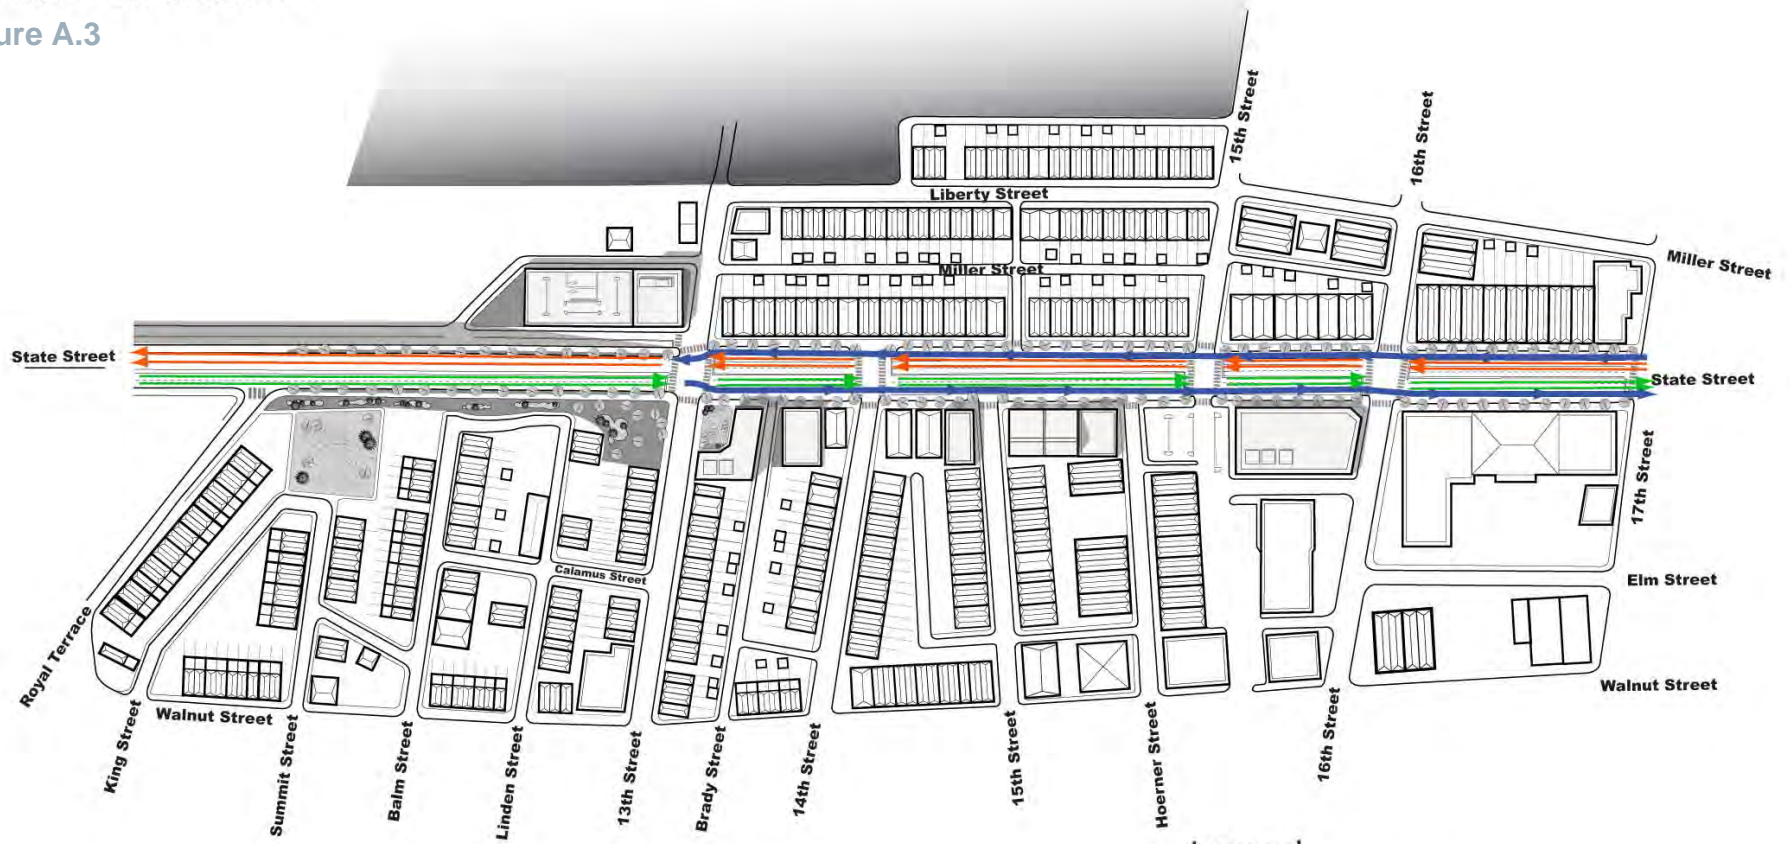 ure A.3
15th Street
16th Street
Liberty Street
Miller Street
Miller Street
State Street
State Street
17th Street
Calamus Street
Elm Street
Royal Terrace
Walnut Street
Walnut Street
King Street
Summit Street
Balm Street
Linden Street
13th Street
Brady Street
14th Street
15th Street
Hoerner Street
16th Street